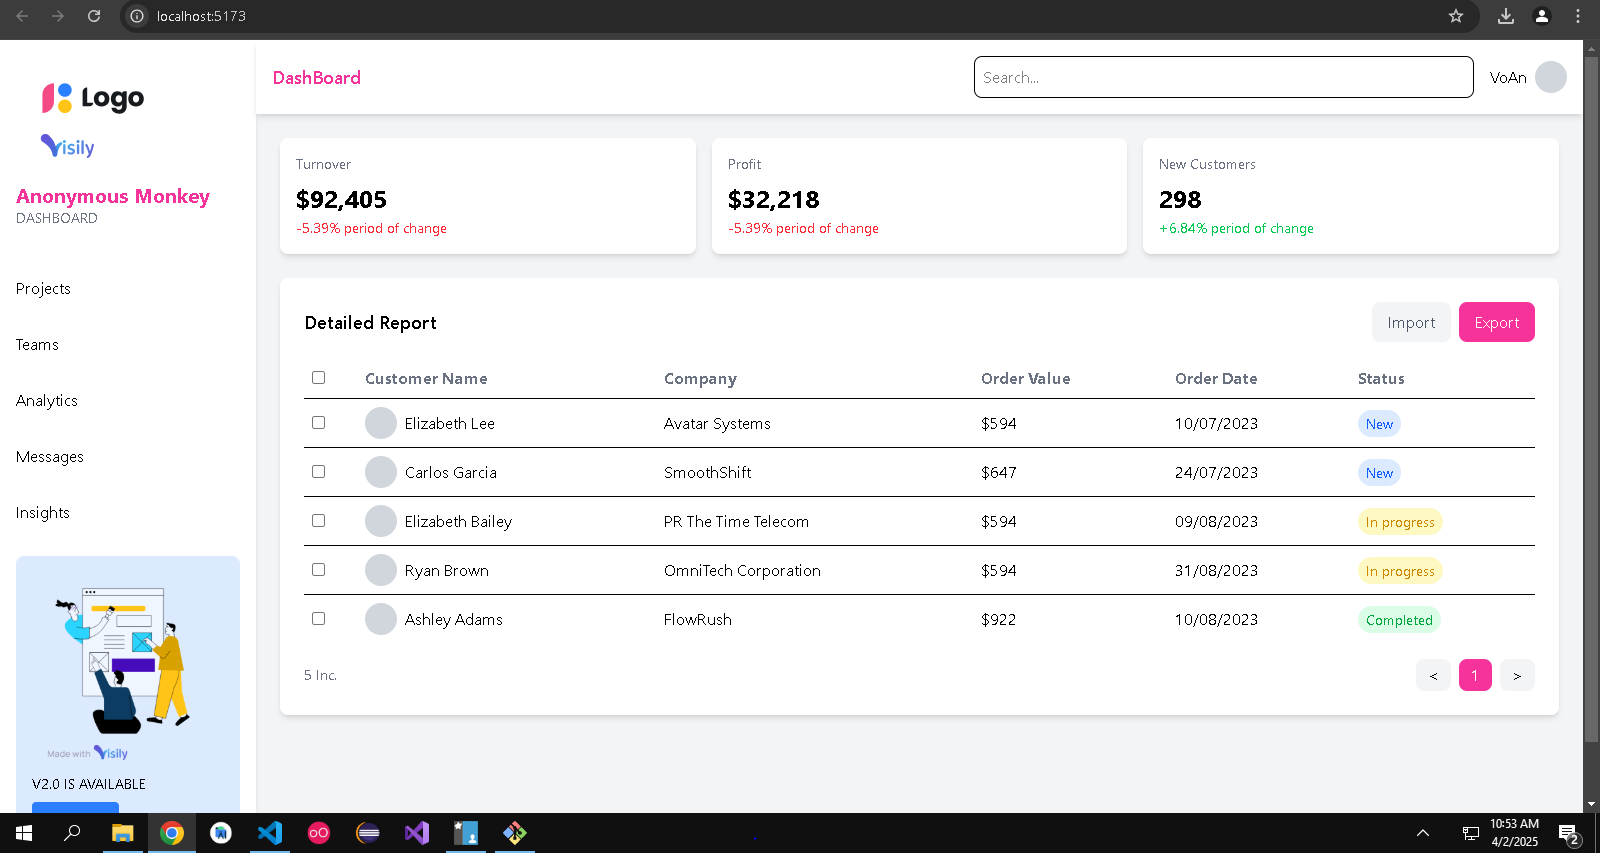 localhost:5173
Logo
Visily
Anonymous Monkey
DASHBOARD
Projects
Teams
Analytics
Messages
Insights
Made with Visily
V2.0 IS AVAILABLE
DashBoard
Search...
VoAn
Turnover
$92,405
-5.39% period of change
Profit
$32,218
-5.39% period of change
New Customers
298
+6.84% period of change
Detailed Report
Import
Export
Customer Name Company Order Value Order Date Status
Elizabeth Lee Avatar Systems $594 10/07/2023 New
Carlos Garcia SmoothShift $647 24/07/2023 New
Elizabeth Bailey PR The Time Telecom $594 09/08/2023 In progress
Ryan Brown OmniTech Corporation $594 31/08/2023 In progress
Ashley Adams FlowRush $922 10/08/2023 Completed
5 Inc.
< 1 >
10:53 AM
4/2/2025
2